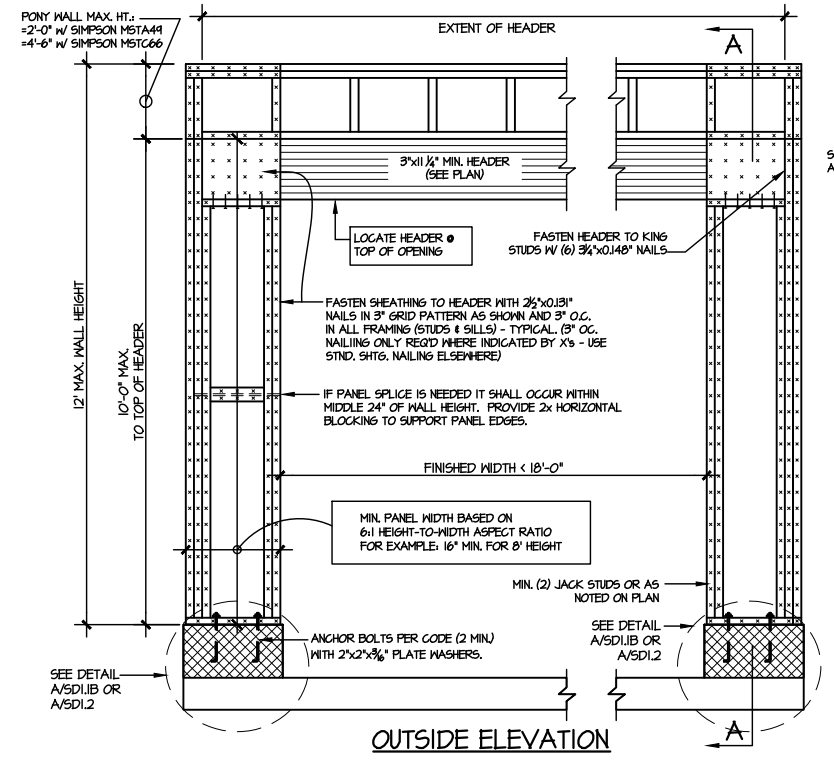 PONY WALL MAX. HT.:
=2'-0" W/ SIMPSON MSTA49
=4'-6" W/ SIMPSON MSTC66
EXTENT OF HEADER
A
3"x11 1/4" MIN. HEADER
(SEE PLAN)
S
A
LOCATE HEADER @
TOP OF OPENING
FASTEN HEADER TO KING
STUDS W/ (6) 3 1/4"x0.148" NAILS
FASTEN SHEATHING TO HEADER WITH 2 1/2"x0.131"
NAILS IN 3" GRID PATTERN AS SHOWN AND 3" O.C.
IN ALL FRAMING (STUDS & SILLS) - TYPICAL. (3" OC.
NAILIING ONLY REQ'D WHERE INDICATED BY X's - USE
STND. SHTG. NAILING ELSEWHERE)
12' MAX. WALL HEIGHT
10'-0" MAX.
TO TOP OF HEADER
IF PANEL SPLICE IS NEEDED IT SHALL OCCUR WITHIN
MIDDLE 24" OF WALL HEIGHT. PROVIDE 2x HORIZONTAL
BLOCKING TO SUPPORT PANEL EDGES.
FINISHED WIDTH < 18'-0"
MIN. PANEL WIDTH BASED ON
6:1 HEIGHT-TO-WIDTH ASPECT RATIO
FOR EXAMPLE: 16" MIN. FOR 8' HEIGHT
MIN. (2) JACK STUDS OR AS
NOTED ON PLAN
SEE DETAIL
A/SD1.1B OR
A/SD1.2
ANCHOR BOLTS PER CODE (2 MIN.)
WITH 2"x2"x3/16" PLATE WASHERS.
SEE DETAIL
A/SD1.1B OR
A/SD1.2
A
OUTSIDE ELEVATION